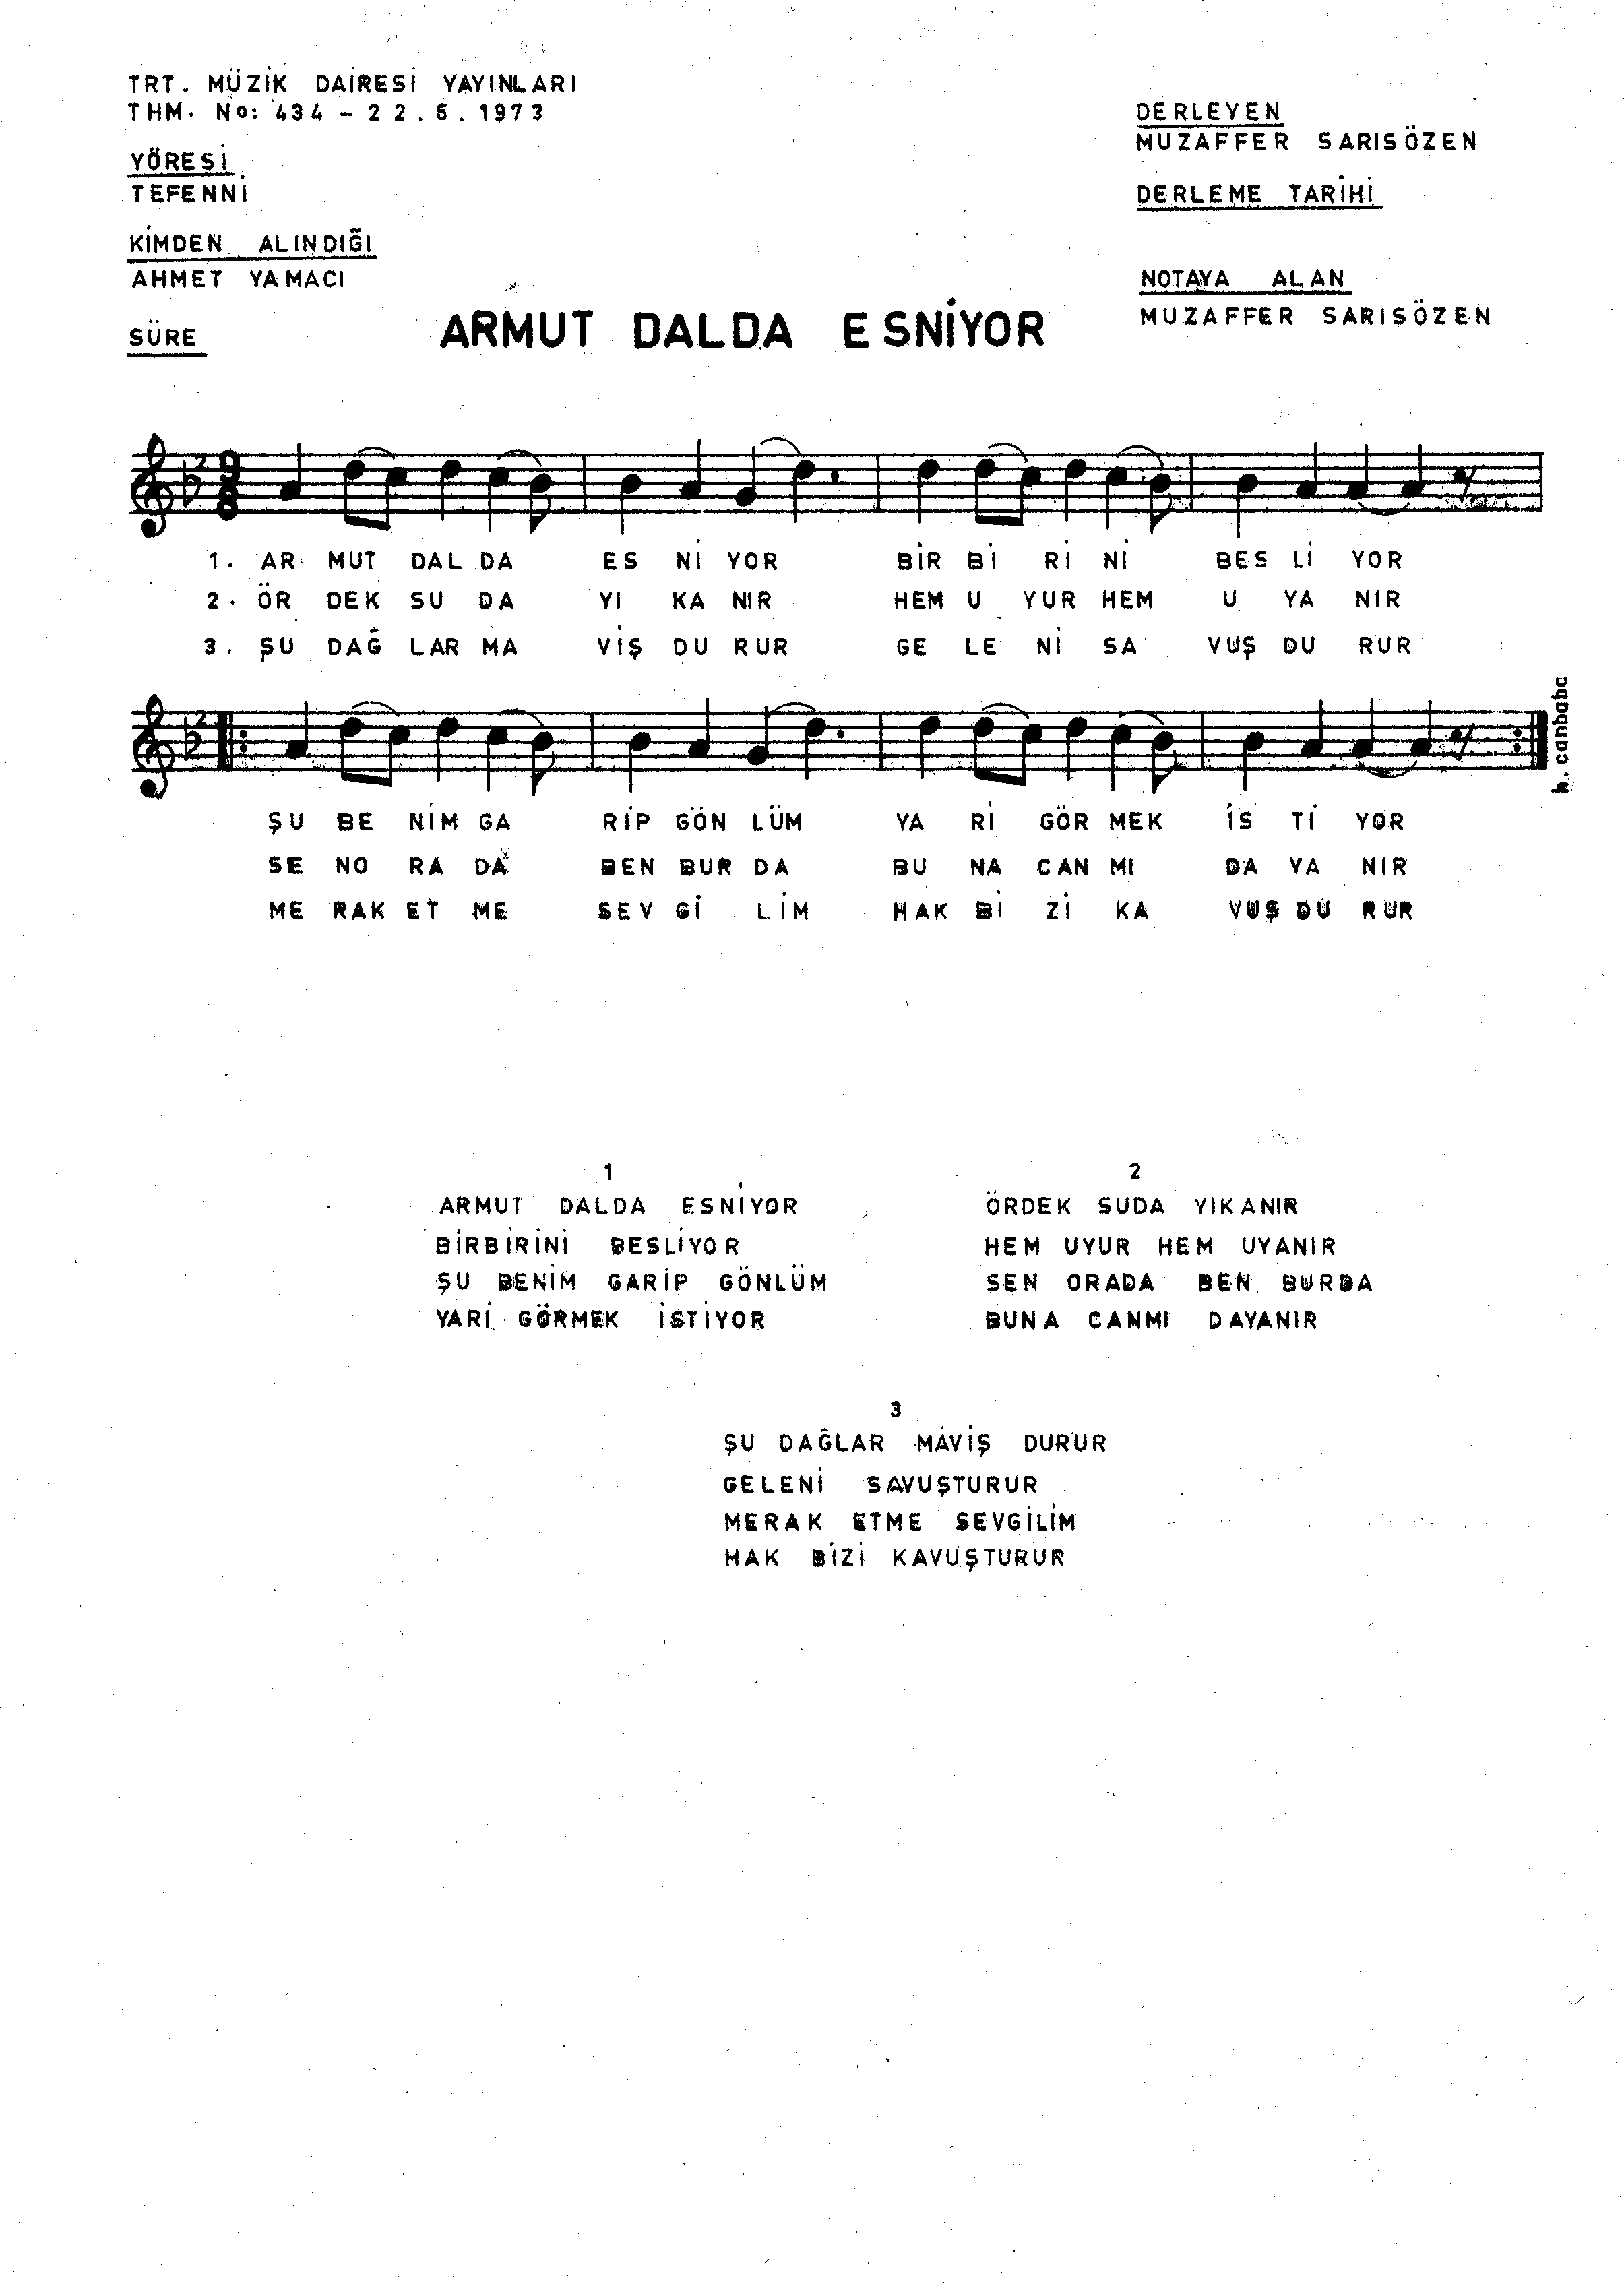 TRT. MÜZİK DAİRESİ YAYINLARI
THM. No: 434 – 22.6.1973
YÖRESİ
TEFENNİ
KİMDEN ALINDIĞI
AHMET YAMACI
SÜRE
DERLEYEN
MUZAFFER SARISÖZEN
DERLEME TARİHİ
NOTAYA ALAN
MUZAFFER SARISÖZEN
ARMUT DALDA ESNİYOR
9
8
1. AR MUT DAL DA ES Nİ YOR BİR Bİ Rİ Nİ BES Lİ YOR
2. ÖR DEK SU DA YI KA NIR HEM U YUR HEM U YA NIR
3. ŞU DAĞ LAR MA VİŞ DU RUR GE LE Nİ SA VUŞ DU RUR
h. canbaba
ŞU BE NİM GA RİP GÖN LÜM YA Rİ GÖR MEK İS Tİ YOR
SE NO RA DA BEN BUR DA BU NA CAN MI DA YA NIR
ME RAK ET ME SEV Gİ LİM HAK Bİ Zİ KA VUŞ DU RUR
1
ARMUT DALDA ESNİYOR
BİRBİRİNİ BESLİYOR
ŞU BENİM GARİP GÖNLÜM
YARİ GÖRMEK İSTİYOR
2
ÖRDEK SUDA YIKANIR
HEM UYUR HEM UYANIR
SEN ORADA BEN BURDA
BUNA CANMI DAYANIR
3
ŞU DAĞLAR MAVİŞ DURUR
GELENİ SAVUŞTURUR
MERAK ETME SEVGİLİM
HAK BİZİ KAVUŞTURUR